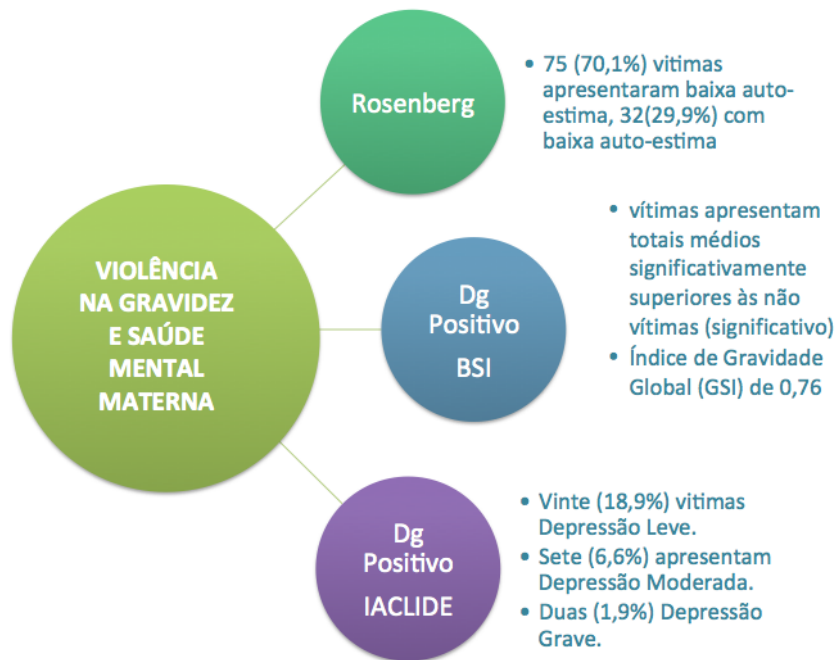 VIOLÊNCIA
NA GRAVIDEZ
E SAÚDE
MENTAL
MATERNA
Rosenberg
• 75 (70,1%) vitimas
apresentaram baixa auto-
estima, 32(29,9%) com
baixa auto-estima
Dg
Positivo
BSI
• vítimas apresentam
totais médios
significativamente
superiores às não
vítimas (significativo)
• Índice de Gravidade
Global (GSI) de 0,76
Dg
Positivo
IACLIDE
• Vinte (18,9%) vitimas
Depressão Leve.
• Sete (6,6%) apresentam
Depressão Moderada.
• Duas (1,9%) Depressão
Grave.